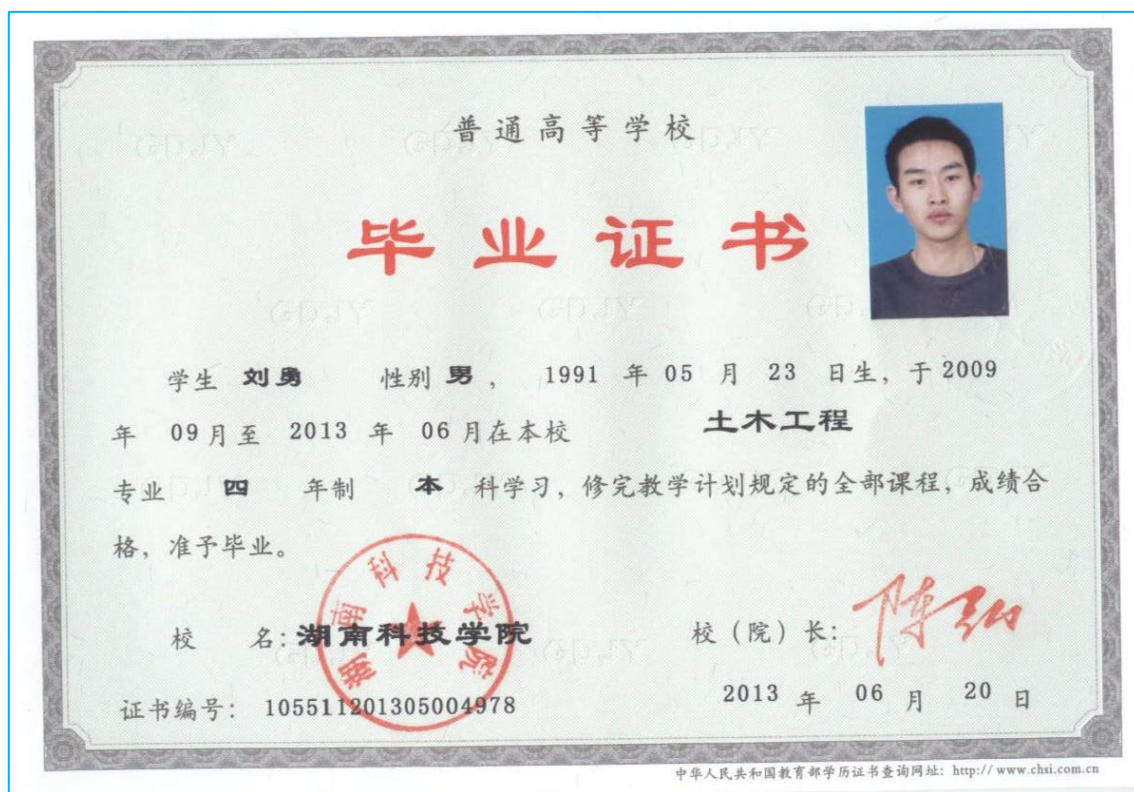 普通高等学校
毕业证书
学生 刘勇 性别 男, 1991 年 05 月 23 日生, 于 2009
年 09 月至 2013 年 06 月在本校 土木工程
专业 四 年制 本 科学习, 修完教学计划规定的全部课程, 成绩合
格, 准予毕业。
湖南科技学院
校 名: 湖南科技学院 校(院)长:
证书编号: 105511201305004978 2013 年 06 月 20 日
中华人民共和国教育部学历证书查询网址: http://www.chsi.com.cn